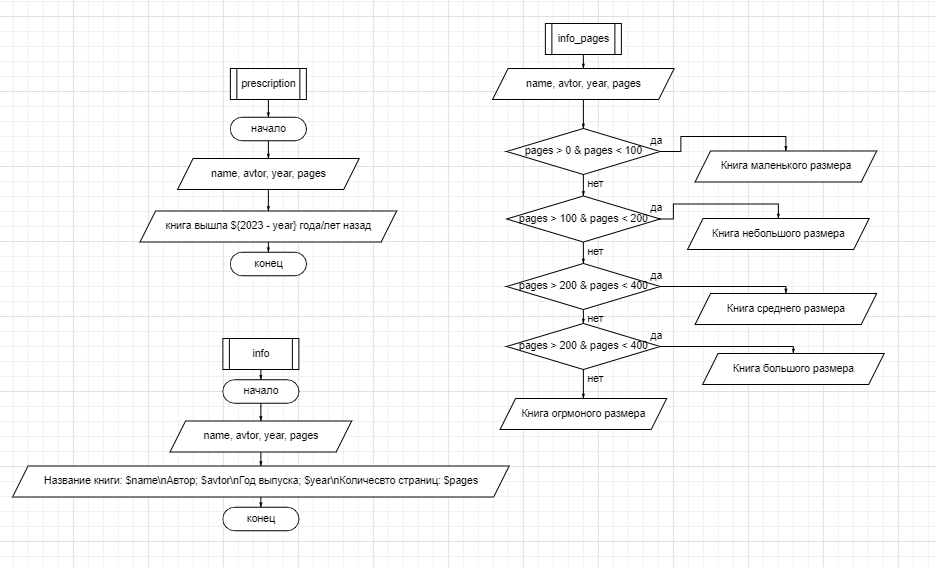 prescription
начало
name, avtor, year, pages
книга вышла ${2023 - year} года/лет назад
конец
info
начало
name, avtor, year, pages
Название книги: $name\nАвтор; $avtor\nГод выпуска; $year\nКоличесвто страниц: $pages
конец
info_pages
name, avtor, year, pages
pages > 0 & pages < 100
да
Книга маленького размера
нет
pages > 100 & pages < 200
да
Книга небольшого размера
нет
pages > 200 & pages < 400
да
Книга среднего размера
нет
pages > 200 & pages < 400
да
Книга большого размера
нет
Книга огрмоного размера